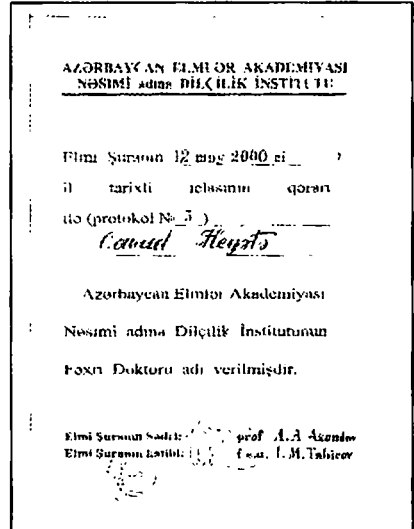 AZƏRBAYCAN ELMLƏR AKADEMİYASI
NƏSİMİ adına DİLÇİLİK İNSTİTUTU
Elmi Şuranın 12 may 2000 ci
il tarixli iclasının qərarı
ilə (protokol № 5 )
Cavad Heyətə
Azərbaycan Elmlər Akademiyası
Nəsimi adına Dilçilik İnstitutunun
Fəxri Doktoru adı verilmişdir.
Elmi Şuranın Sədri: prof A.A Axundov
Elmi Şuranın katibi: f.e.n. İ.M.Tahirov